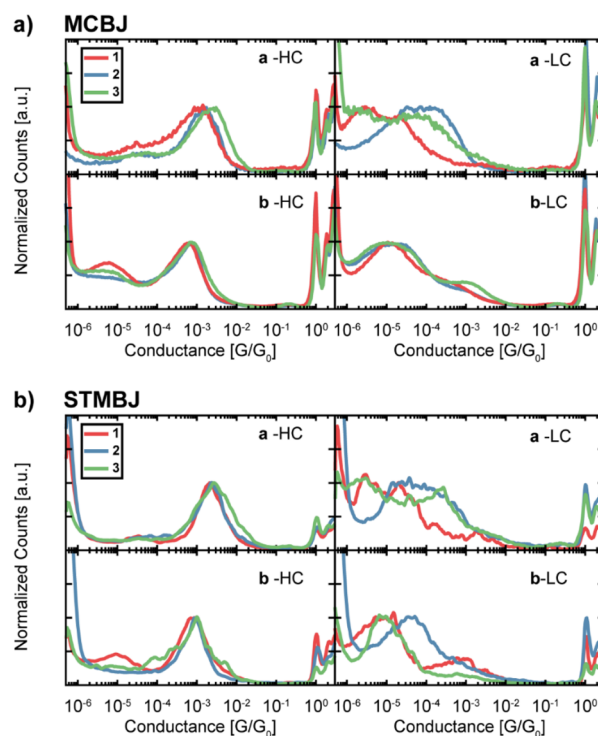 a) MCBJ
Normalized Counts [a.u.]
1
2
3
a -HC
a -LC
b -HC
b-LC
10⁻⁶ 10⁻⁵ 10⁻⁴ 10⁻³ 10⁻² 10⁻¹ 10⁰
10⁻⁶ 10⁻⁵ 10⁻⁴ 10⁻³ 10⁻² 10⁻¹ 10⁰
Conductance [G/G₀]
Conductance [G/G₀]
b) STMBJ
Normalized Counts [a.u.]
1
2
3
a -HC
a -LC
b -HC
b-LC
10⁻⁶ 10⁻⁵ 10⁻⁴ 10⁻³ 10⁻² 10⁻¹ 10⁰
10⁻⁶ 10⁻⁵ 10⁻⁴ 10⁻³ 10⁻² 10⁻¹ 10⁰
Conductance [G/G₀]
Conductance [G/G₀]